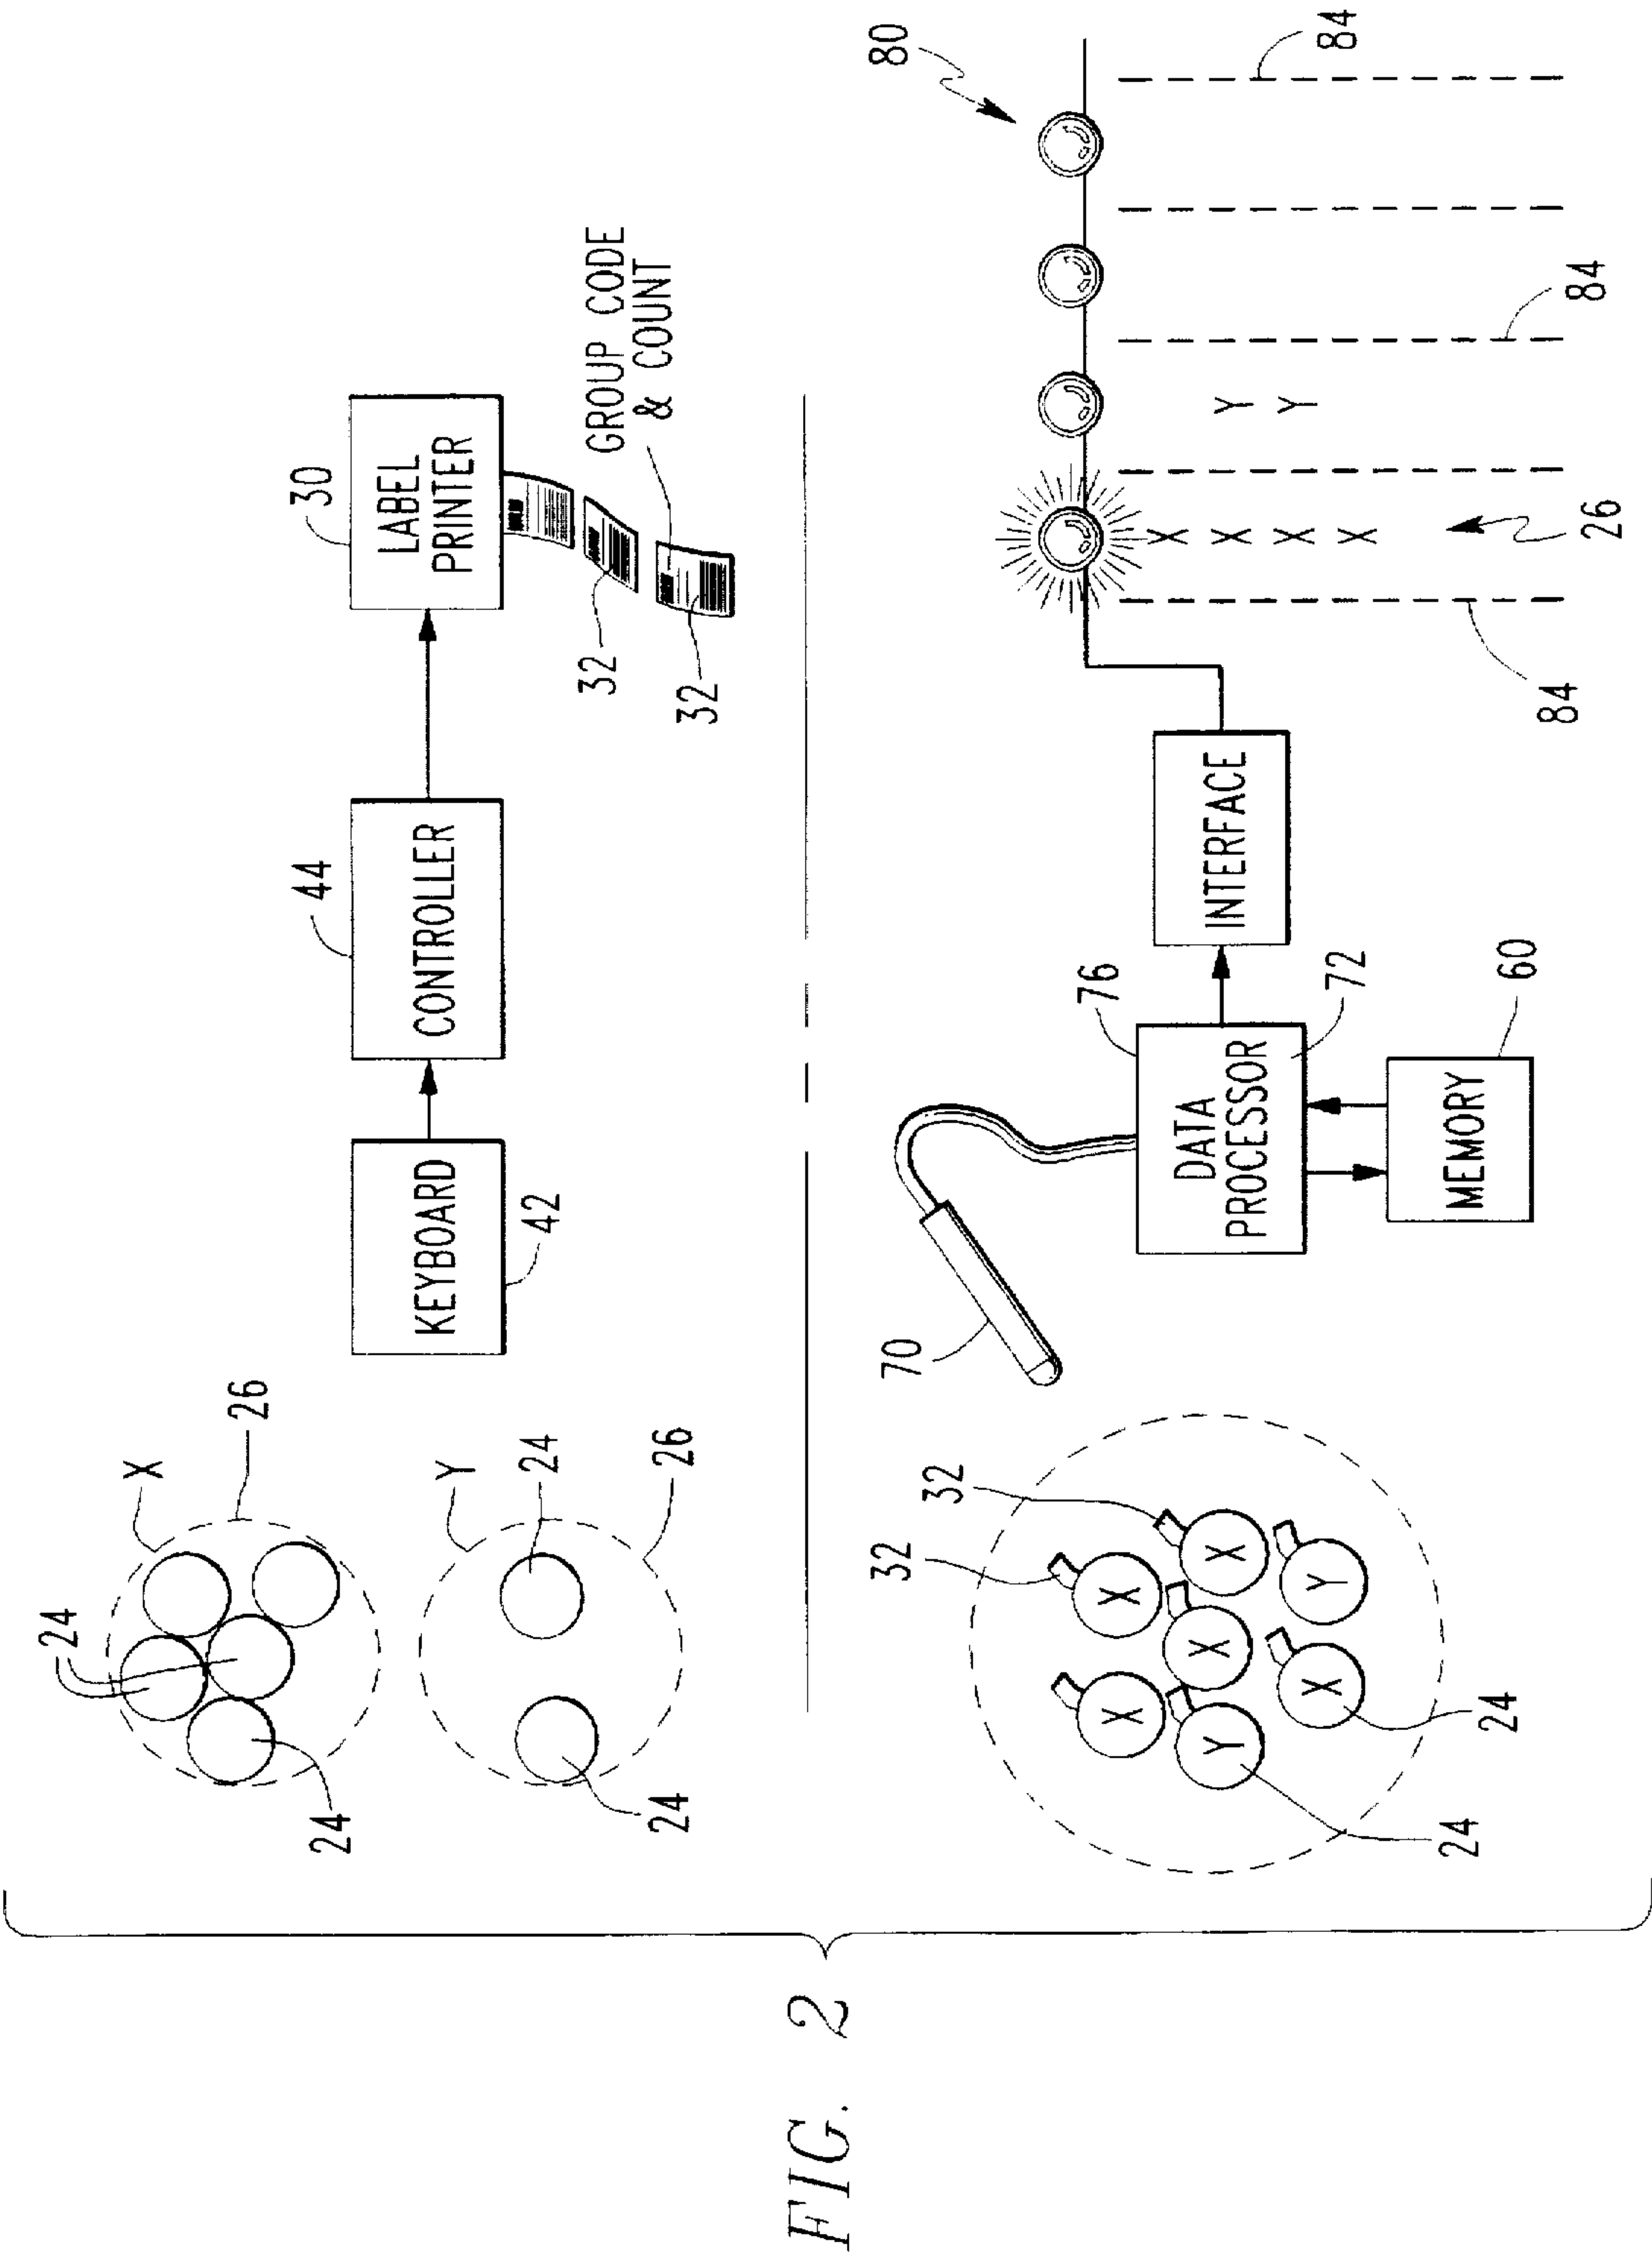 FIG. 2
24
24
X
26
24
Y
24
26
KEYBOARD
42
44
CONTROLLER
30
LABEL
PRINTER
32
32
GROUP CODE
& COUNT
32
32
X
X
X
X
Y
Y
X
24
24
70
76
DATA
PROCESSOR
72
MEMORY
60
INTERFACE
80
X X X X
Y Y
26
84
84
84